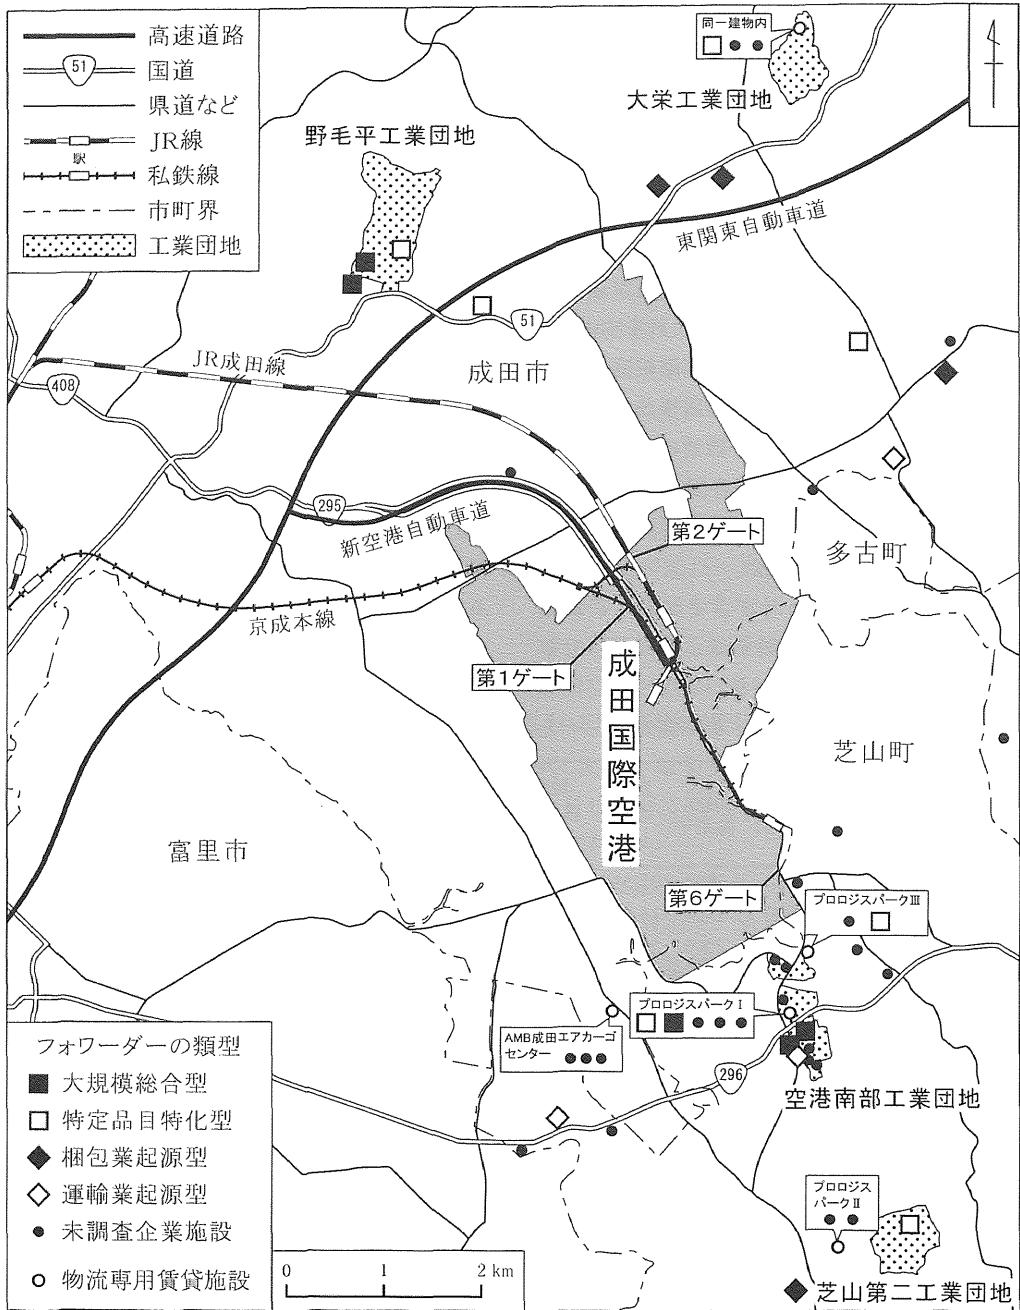 高速道路
51
国道
県道など
JR線
駅
私鉄線
市町界
工業団地
同一建物内
大栄工業団地
野毛平工業団地
東関東自動車道
51
JR成田線
成田市
408
295
新空港自動車道
第2ゲート
多古町
京成本線
第1ゲート
成田国際空港
芝山町
富里市
第6ゲート
プロロジスパークⅢ
プロロジスパークⅠ
AMB成田エアカーゴ
センター
296
空港南部工業団地
プロロジス
パークⅡ
芝山第二工業団地
フォワーダーの類型
大規模総合型
特定品目特化型
梱包業起源型
運輸業起源型
未調査企業施設
物流専用賃貸施設
0 1 2 km